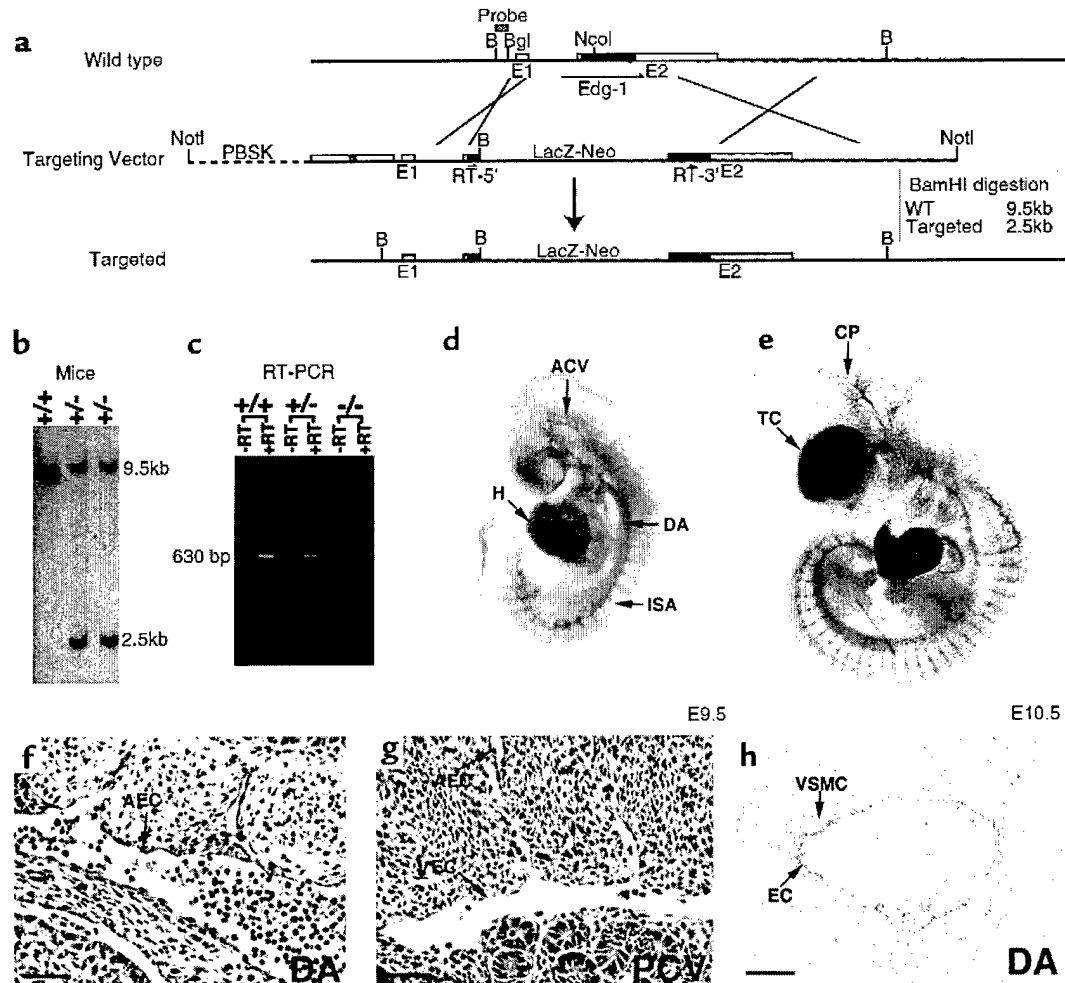 a
Probe
B
Bgl
NcoI
B
Wild type
E1
E2
Edg-1
NotI
PBSK
B
LacZ-Neo
NotI
Targeting Vector
E1
RT-5'
RT-3'
E2
BamHI digestion
WT 9.5kb
Targeted 2.5kb
B
B
LacZ-Neo
B
Targeted
E1
E2
b
Mice
+/+ +/- +/-
9.5kb
2.5kb
c
RT-PCR
+/+ +/- -/-
-RT +RT -RT +RT -RT +RT
630 bp
d
ACV
H
DA
ISA
E9.5
e
CP
TC
E10.5
f
AEC
DA
g
AEC
VEC
PCV
h
VSMC
EC
DA